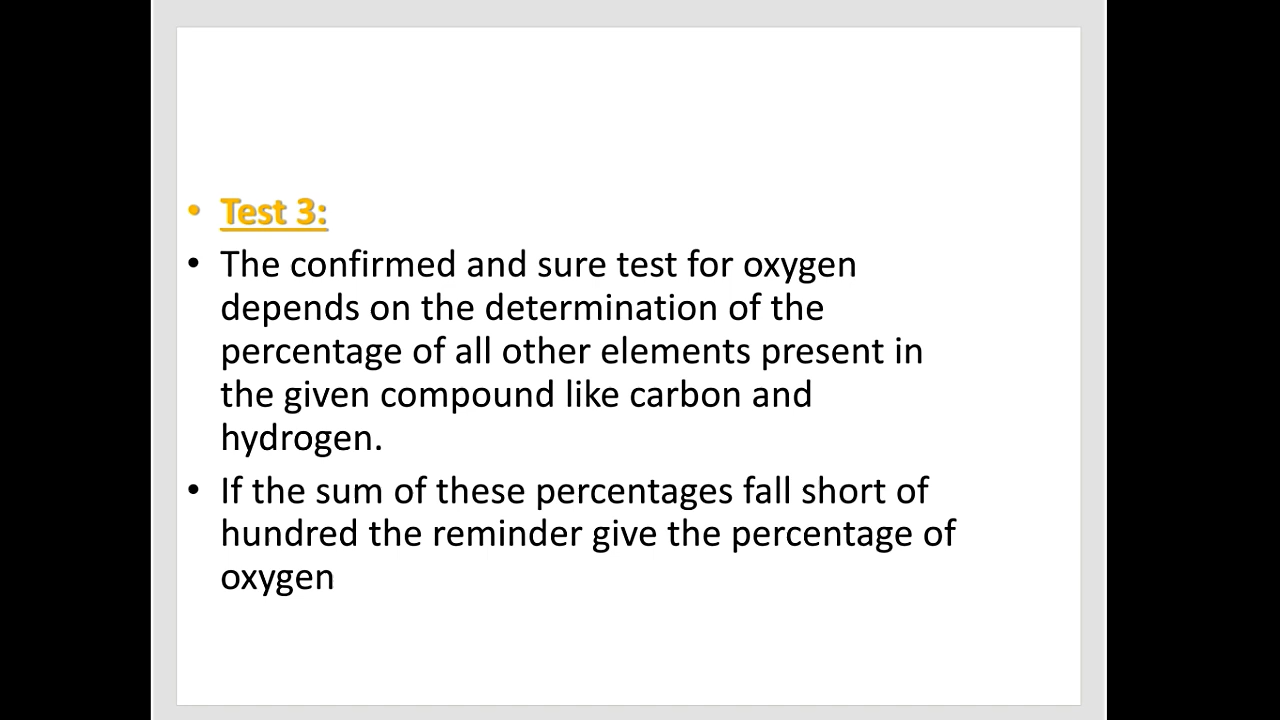 • Test 3:
• The confirmed and sure test for oxygen
depends on the determination of the
percentage of all other elements present in
the given compound like carbon and
hydrogen.
• If the sum of these percentages fall short of
hundred the reminder give the percentage of
oxygen